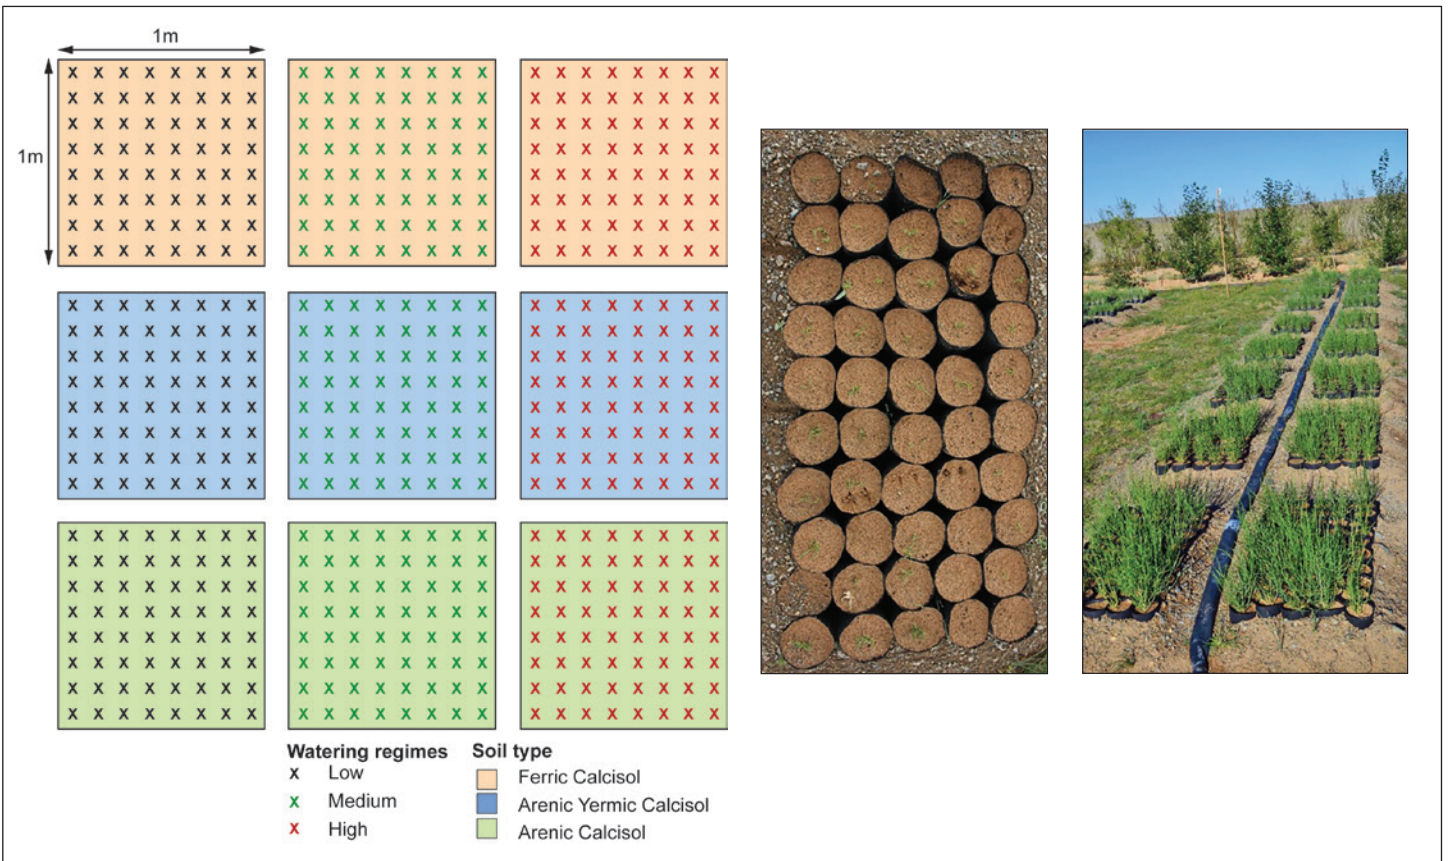 1m
1m
Watering regimes
X Low
X Medium
X High
Soil type
Ferric Calcisol
Arenic Yermic Calcisol
Arenic Calcisol